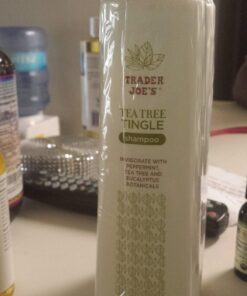 TRADER
JOE'S
TEA TREE
TINGLE
shampoo
INVIGORATE WITH
PEPPERMINT,
TEA TREE AND
EUCALYPTUS
BOTANICALS